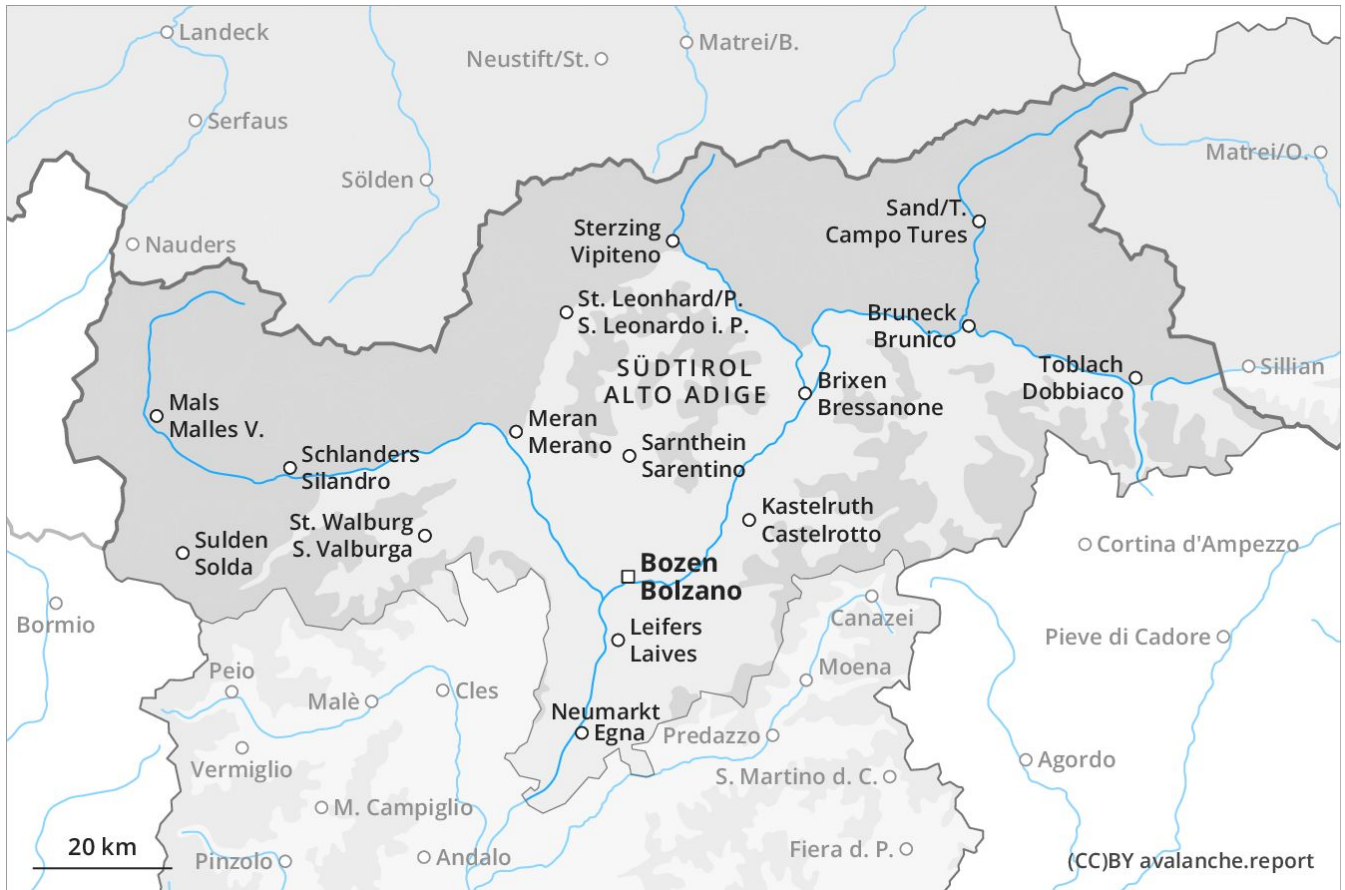 Landeck
Matrei/B.
Neustift/St.
Serfaus
Matrei/O.
Sölden
Nauders
Sand/T.
Campo Tures
Sterzing
Vipiteno
St. Leonhard/P.
S. Leonardo i. P.
Bruneck
Brunico
SÜDTIROL
ALTO ADIGE
Toblach
Dobbiaco
Sillian
Brixen
Bressanone
Mals
Malles V.
Meran
Merano
Sarnthein
Sarentino
Schlanders
Silandro
Kastelruth
Castelrotto
St. Walburg
S. Valburga
Sulden
Solda
Cortina d'Ampezzo
Bozen
Bolzano
Bormio
Canazei
Leifers
Laives
Pieve di Cadore
Peio
Moena
Malè
Cles
Neumarkt
Egna
Predazzo
Vermiglio
Agordo
S. Martino d. C.
M. Campiglio
20 km
Pinzolo
Andalo
Fiera d. P.
(CC)BY avalanche.report